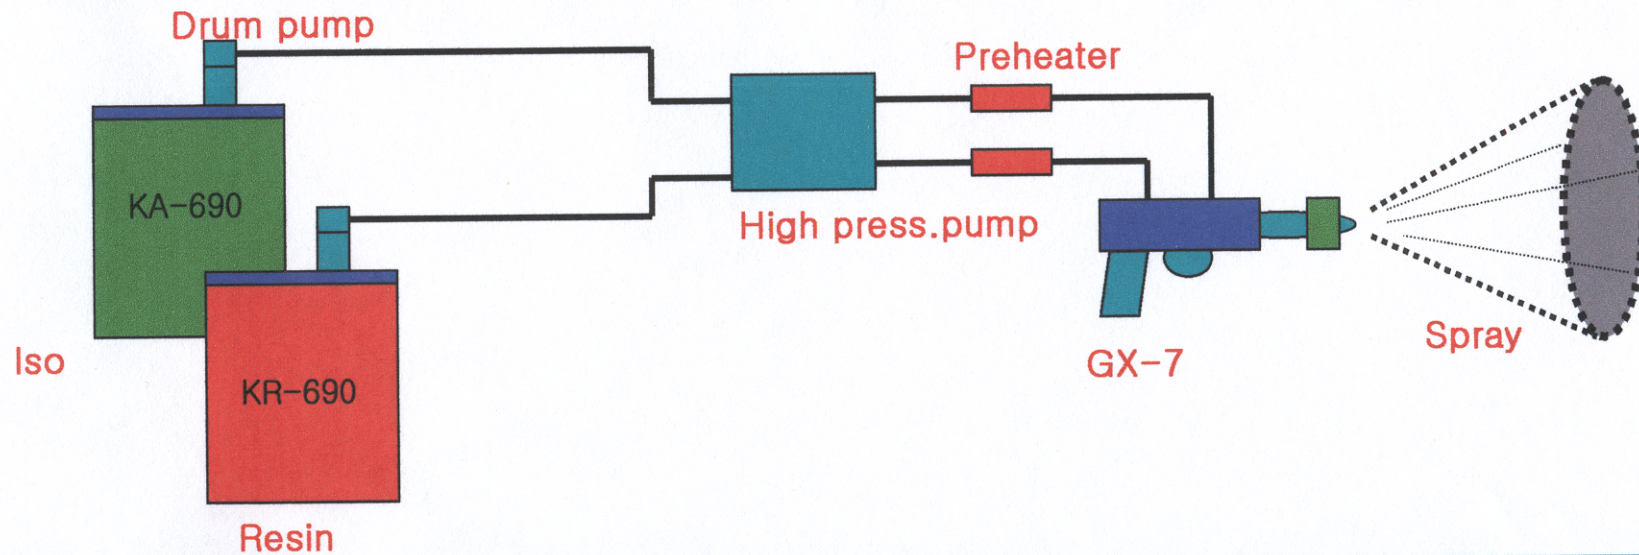 Drum pump
Preheater
KA-690
High press.pump
Iso
KR-690
GX-7
Spray
Resin